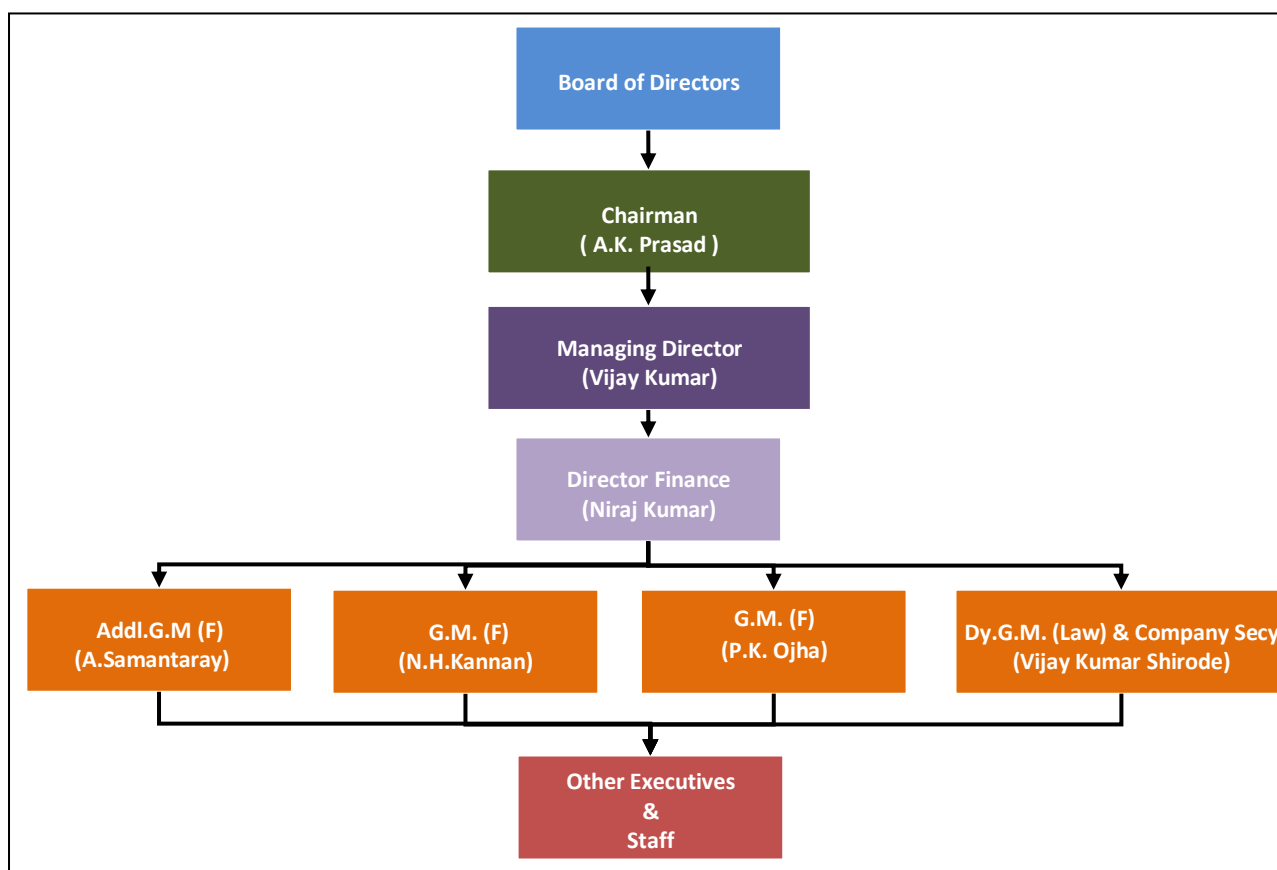 Board of Directors
Chairman
( A.K. Prasad )
Managing Director
(Vijay Kumar)
Director Finance
(Niraj Kumar)
Addl.G.M (F)
(A.Samantaray)
G.M. (F)
(N.H.Kannan)
G.M. (F)
(P.K. Ojha)
Dy.G.M. (Law) & Company Secy
(Vijay Kumar Shirode)
Other Executives
&
Staff